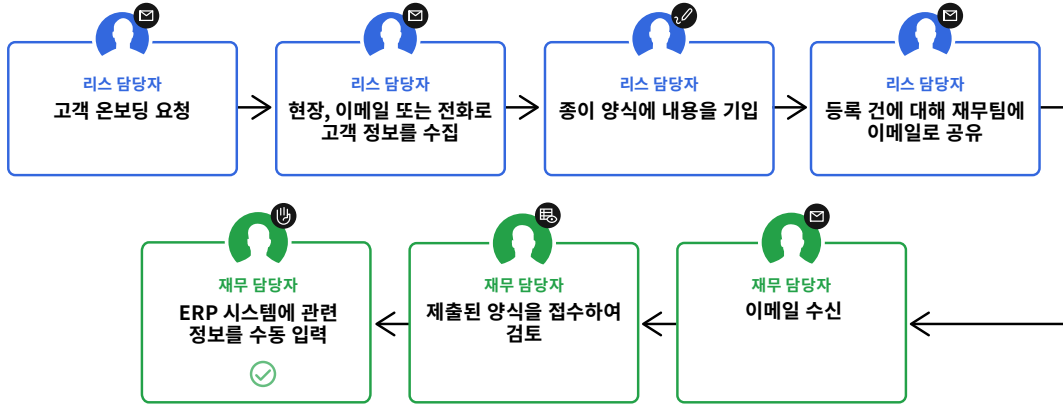 리스 담당자
고객 온보딩 요청
리스 담당자
현장, 이메일 또는 전화로
고객 정보를 수집
리스 담당자
종이 양식에 내용을 기입
리스 담당자
등록 건에 대해 재무팀에
이메일로 공유
재무 담당자
이메일 수신
재무 담당자
제출된 양식을 접수하여
검토
재무 담당자
ERP 시스템에 관련
정보를 수동 입력